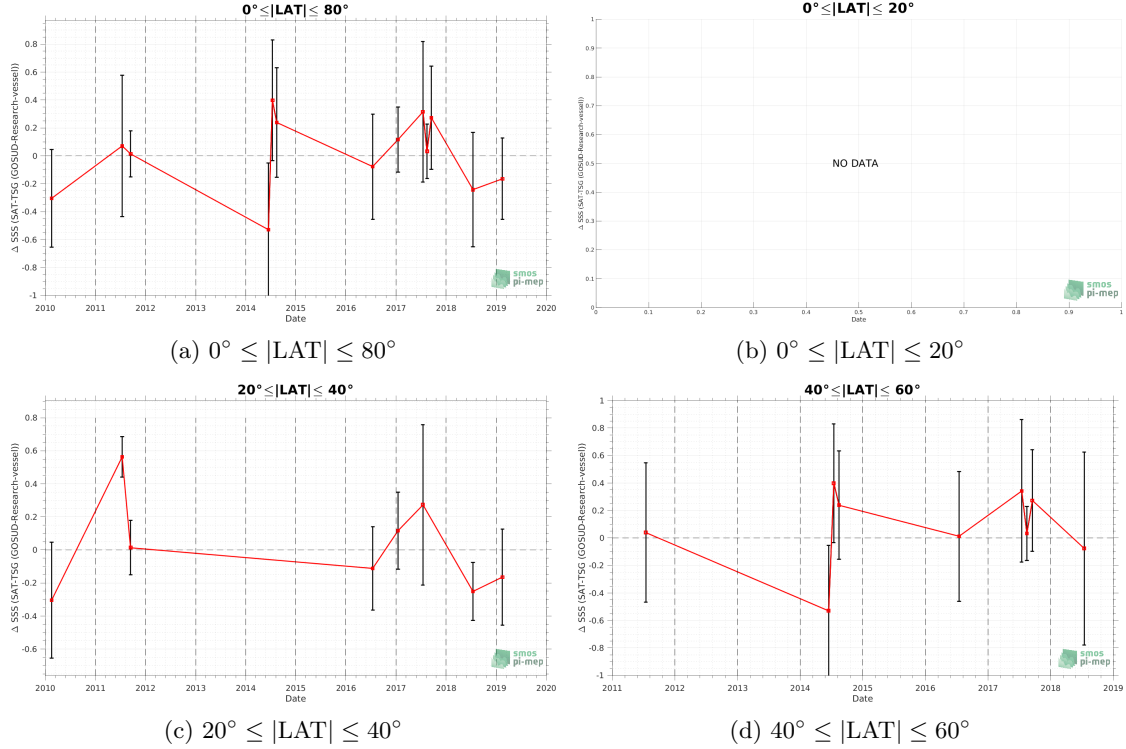 0°≤|LAT|≤ 80°
Δ SSS (SAT-TSG (GOSUD-Research-vessel))
0.8
0.6
0.4
0.2
0
-0.2
-0.4
-0.6
-0.8
-1
2010 2011 2012 2013 2014 2015 2016 2017 2018 2019 2020
Date
smos
pi-mep
(a) 0° ≤ |LAT| ≤ 80°
0°≤|LAT|≤ 20°
Δ SSS (SAT-TSG (GOSUD-Research-vessel))
1
0.9
0.8
0.7
0.6
0.5
0.4
0.3
0.2
0.1
0
NO DATA
0 0.1 0.2 0.3 0.4 0.5 0.6 0.7 0.8 0.9 1
Date
smos
pi-mep
(b) 0° ≤ |LAT| ≤ 20°
20°≤|LAT|≤ 40°
Δ SSS (SAT-TSG (GOSUD-Research-vessel))
0.8
0.6
0.4
0.2
0
-0.2
-0.4
-0.6
2010 2011 2012 2013 2014 2015 2016 2017 2018 2019 2020
Date
smos
pi-mep
(c) 20° ≤ |LAT| ≤ 40°
40°≤|LAT|≤ 60°
Δ SSS (SAT-TSG (GOSUD-Research-vessel))
1
0.8
0.6
0.4
0.2
0
-0.2
-0.4
-0.6
-0.8
-1
2011 2012 2013 2014 2015 2016 2017 2018 2019
Date
smos
pi-mep
(d) 40° ≤ |LAT| ≤ 60°